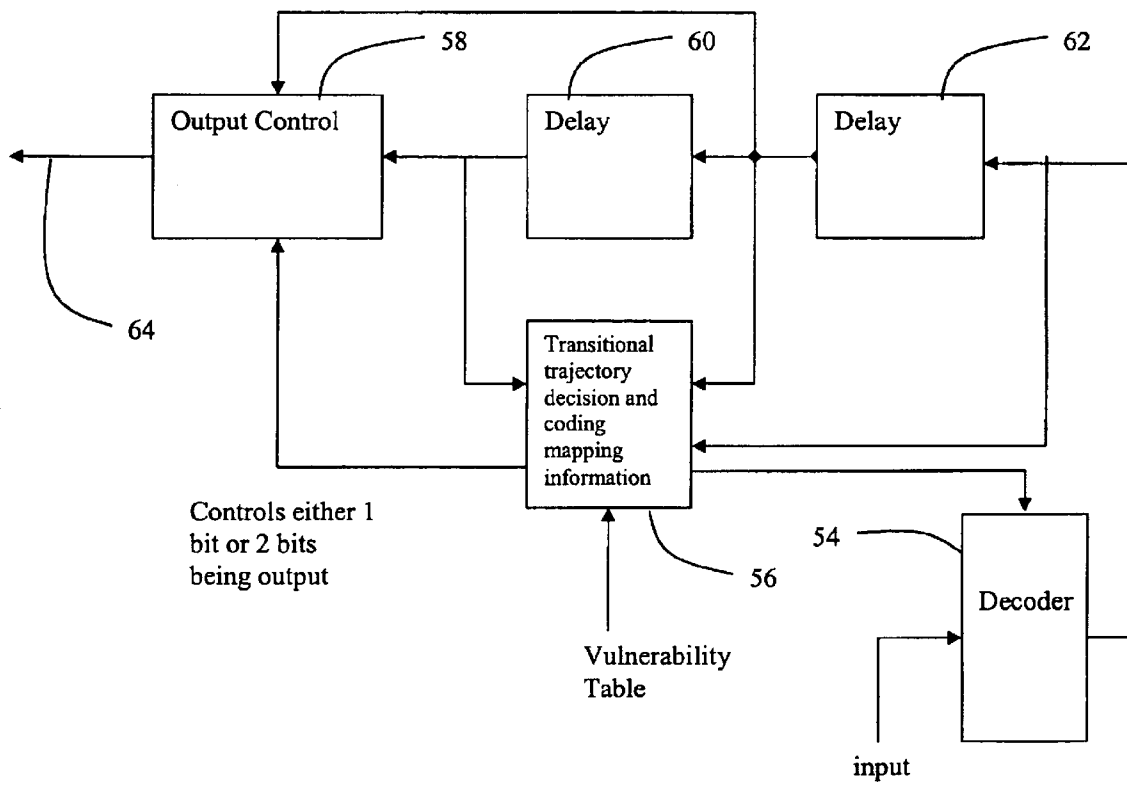 58
60
62
Output Control
Delay
Delay
64
Transitional
trajectory
decision and
coding
mapping
information
Controls either 1
bit or 2 bits
being output
54
56
Decoder
Vulnerability
Table
input